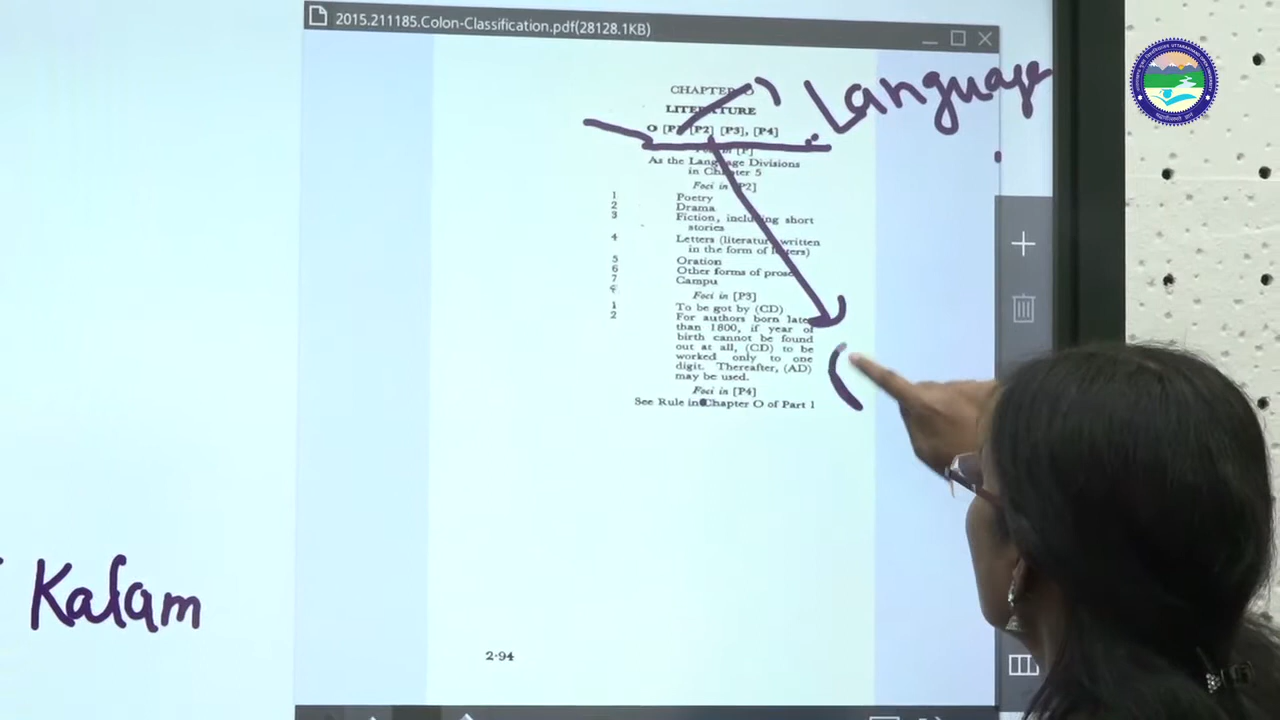 2015.211185.Colon-Classification.pdf(28128.1KB)
Language
LITERATURE
[P2] [P3], [P4]
As the Language Divisions
in Chapter 5
Foci in [P2]
1 Poetry
2 Drama
3 Fiction, including short
stories
4 Letters (literature written
in the form of letters)
5 Oration
6 Other forms of prose
7 Campu
Foci in [P3]
1 To be got by (CD)
2 For authors born later
than 1800, if year of
birth cannot be found
out at all, (CD) to be
worked only to one
digit. Thereafter, (AD)
may be used.
Foci in [P4]
See Rule in Chapter O of Part 1
2-94
Kalam